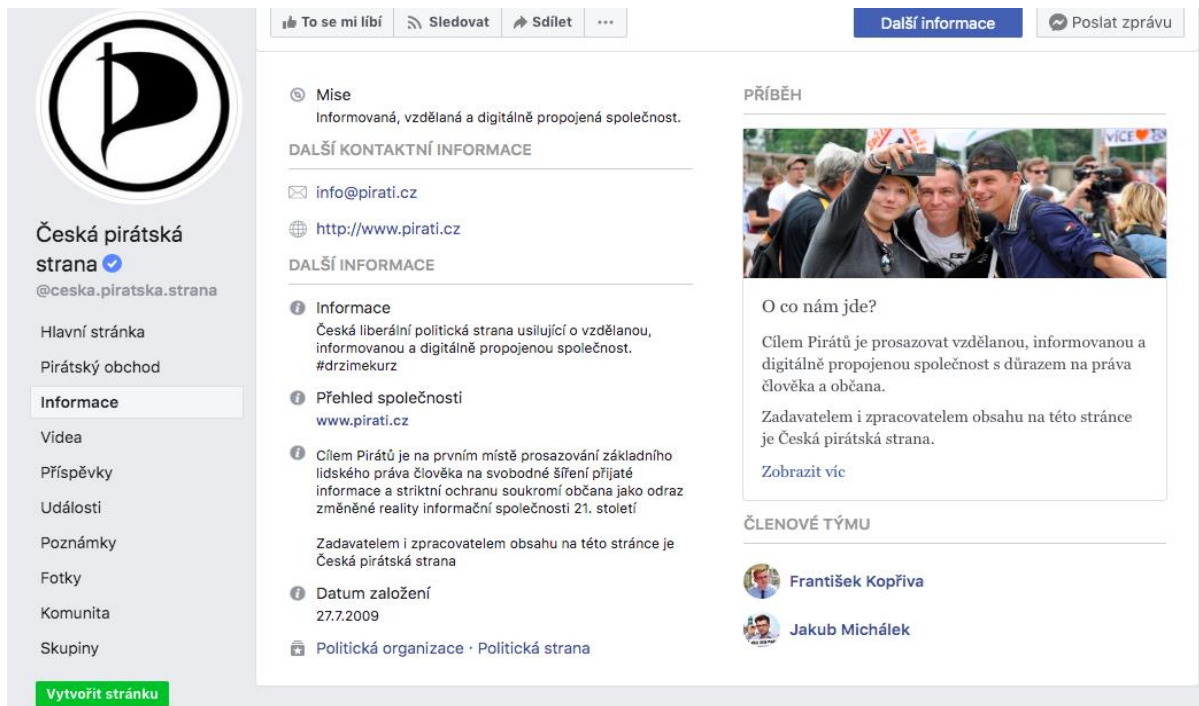 To se mi líbí
Sledovat
Sdílet
Další informace
Poslat zprávu
Česká pirátská
strana
@ceska.piratska.strana
Hlavní stránka
Pirátský obchod
Informace
Videa
Příspěvky
Události
Poznámky
Fotky
Komunita
Skupiny
Vytvořit stránku
Mise
Informovaná, vzdělaná a digitálně propojená společnost.
DALŠÍ KONTAKTNÍ INFORMACE
info@pirati.cz
http://www.pirati.cz
DALŠÍ INFORMACE
Informace
Česká liberální politická strana usilující o vzdělanou,
informovanou a digitálně propojenou společnost.
#drzimekurz
Přehled společnosti
www.pirati.cz
Cílem Pirátů je na prvním místě prosazování základního
lidského práva člověka na svobodné šíření přijaté
informace a striktní ochranu soukromí občana jako odraz
změněné reality informační společnosti 21. století
Zadavatelem i zpracovatelem obsahu na této stránce je
Česká pirátská strana
Datum založení
27.7.2009
Politická organizace · Politická strana
PŘÍBĚH
VÍCE
O co nám jde?
Cílem Pirátů je prosazovat vzdělanou, informovanou a
digitálně propojenou společnost s důrazem na práva
člověka a občana.
Zadavatelem i zpracovatelem obsahu na této stránce
je Česká pirátská strana.
Zobrazit víc
ČLENOVÉ TÝMU
František Kopřiva
Jakub Michálek